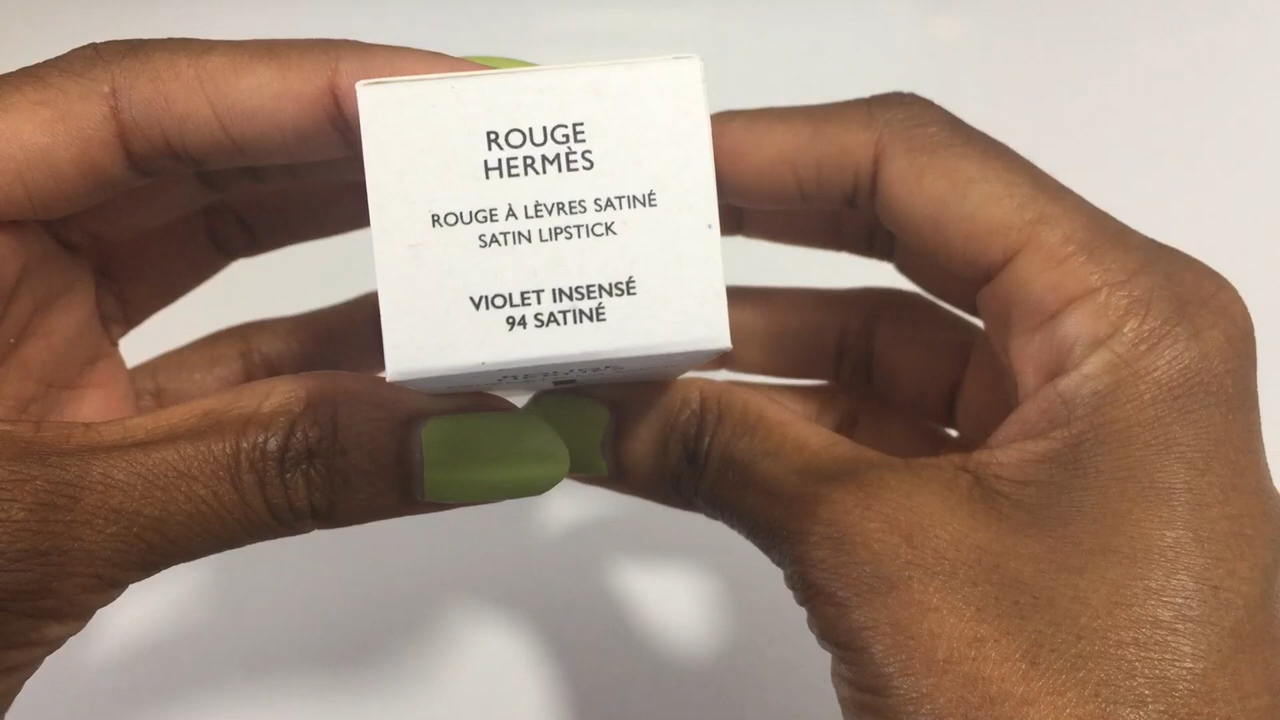 ROUGE
HERMÈS
ROUGE À LÈVRES SATINÉ
SATIN LIPSTICK
VIOLET INSENSÉ
94 SATINÉ